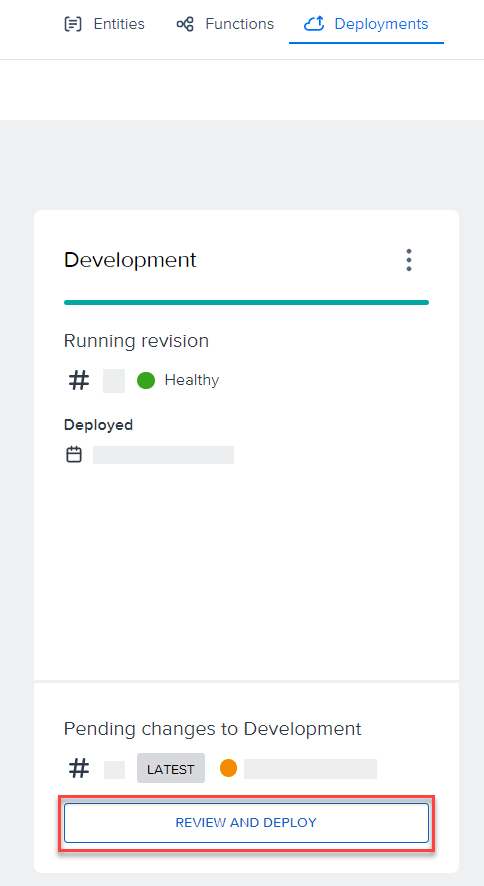 Entities Functions Deployments
Development
Running revision
# Healthy
Deployed
Pending changes to Development
# LATEST
REVIEW AND DEPLOY